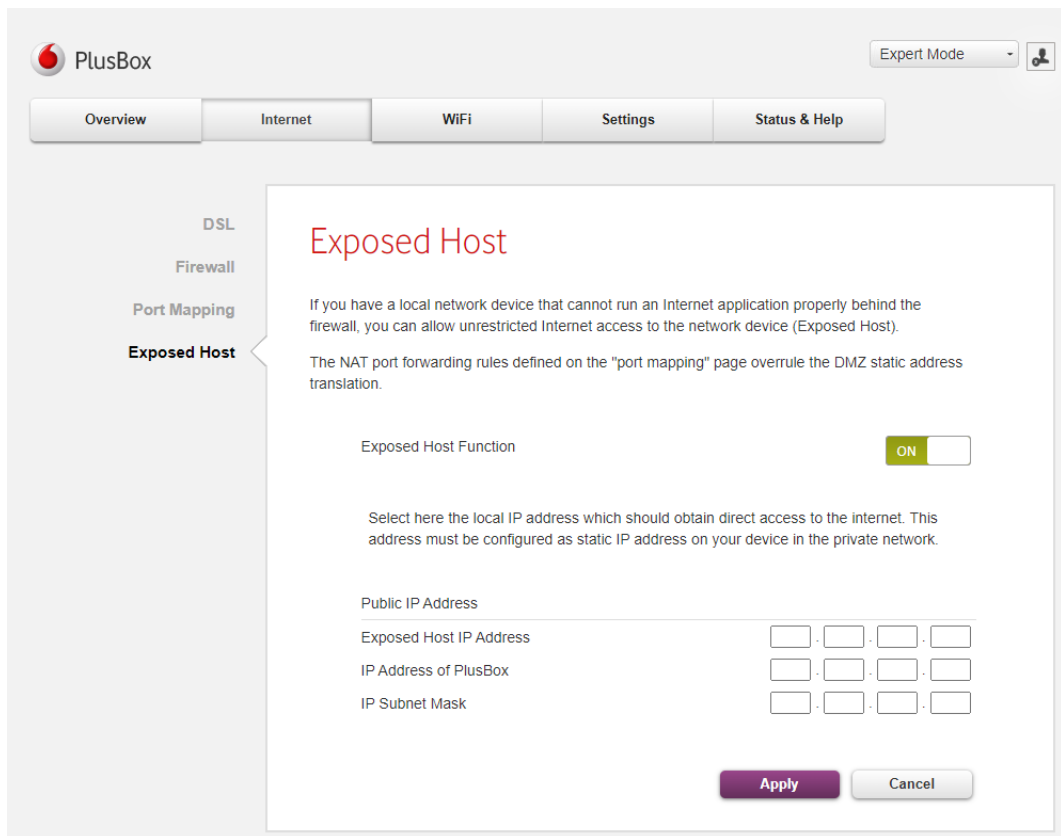 PlusBox
Expert Mode
Overview
Internet
WiFi
Settings
Status & Help
DSL
Firewall
Port Mapping
Exposed Host
Exposed Host
If you have a local network device that cannot run an Internet application properly behind the
firewall, you can allow unrestricted Internet access to the network device (Exposed Host).
The NAT port forwarding rules defined on the "port mapping" page overrule the DMZ static address
translation.
Exposed Host Function
ON
Select here the local IP address which should obtain direct access to the internet. This
address must be configured as static IP address on your device in the private network.
Public IP Address
Exposed Host IP Address
. . .
IP Address of PlusBox
. . .
IP Subnet Mask
. . .
Apply
Cancel